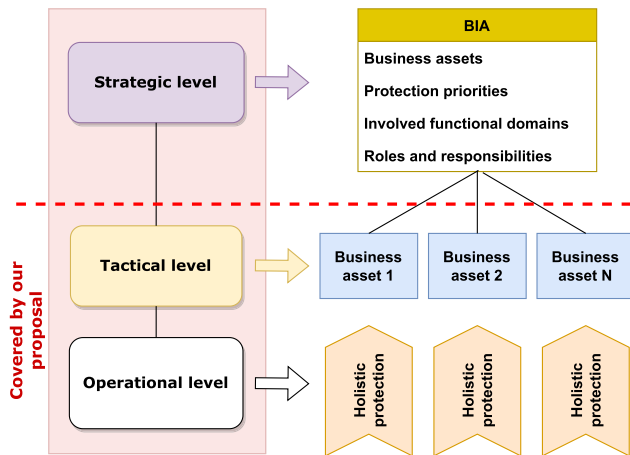 BIA
Strategic level
Business assets
Protection priorities
Involved functional domains
Roles and responsibilities
Covered by our
proposal
Tactical level
Business
asset 1
Business
asset 2
Business
asset N
Operational level
Holistic
protection
Holistic
protection
Holistic
protection